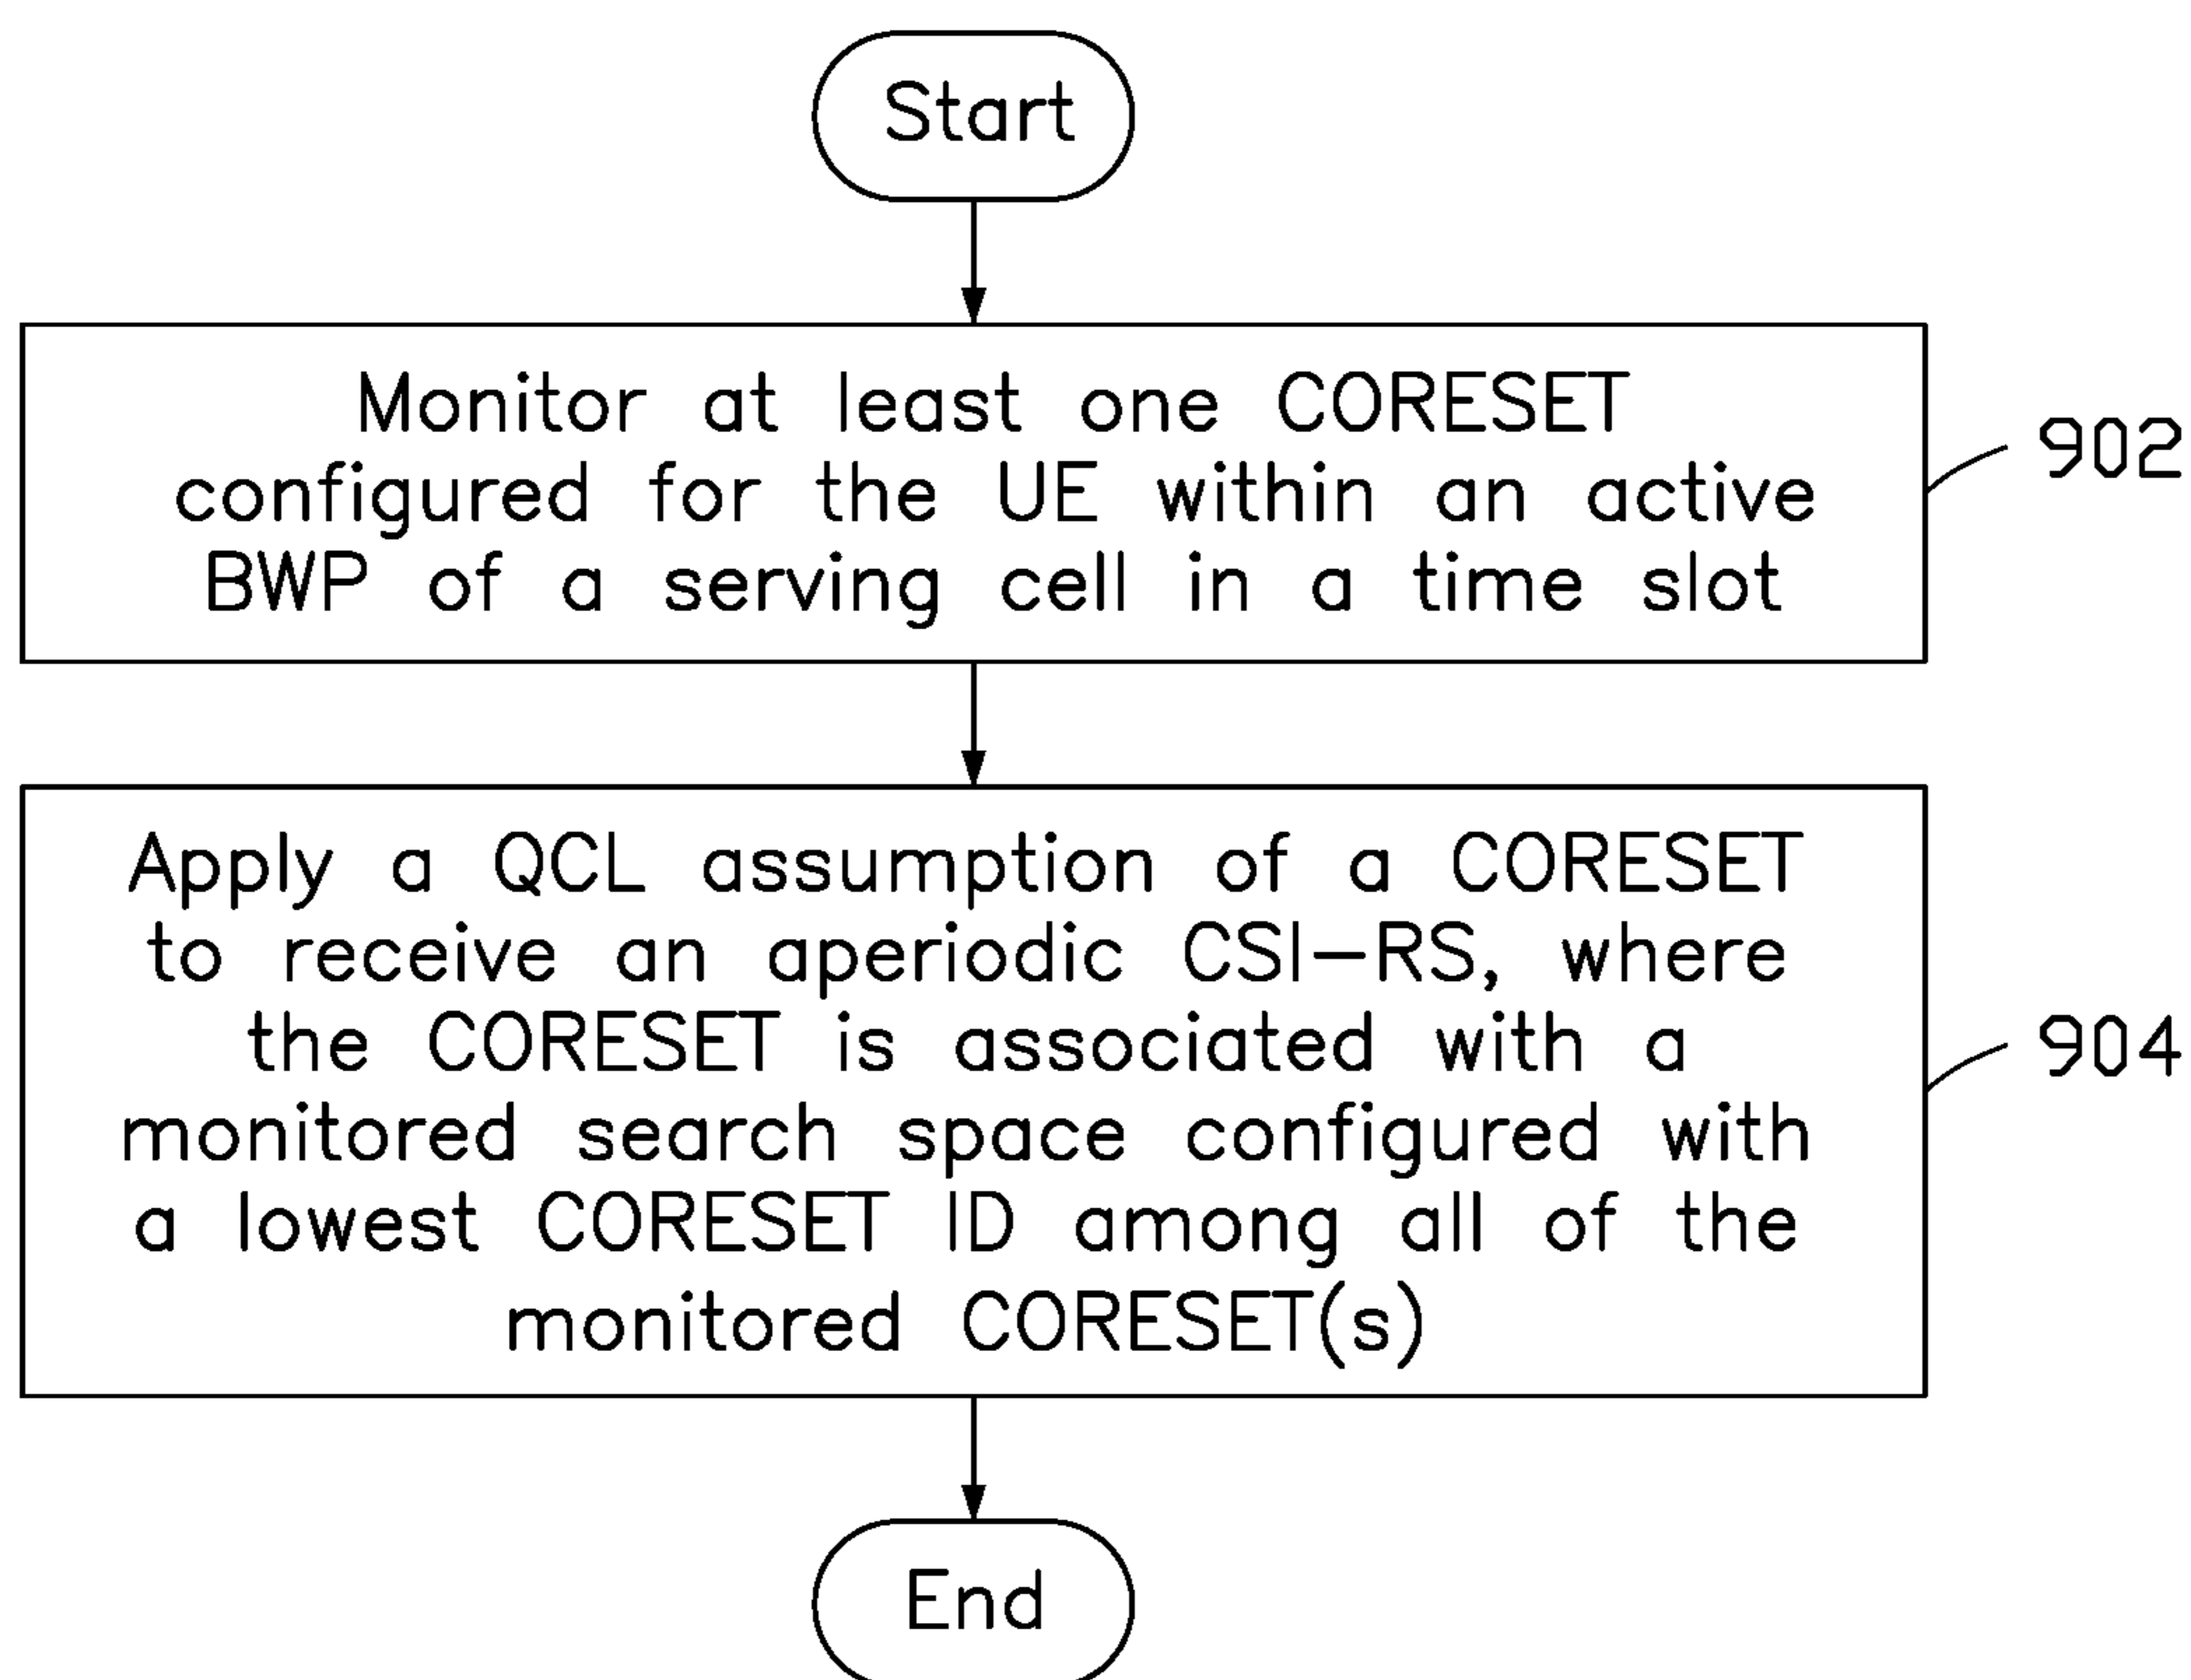 Start
Monitor at least one CORESET
configured for the UE within an active
BWP of a serving cell in a time slot
902
Apply a QCL assumption of a CORESET
to receive an aperiodic CSI-RS, where
the CORESET is associated with a
monitored search space configured with
a lowest CORESET ID among all of the
monitored CORESET(s)
904
End